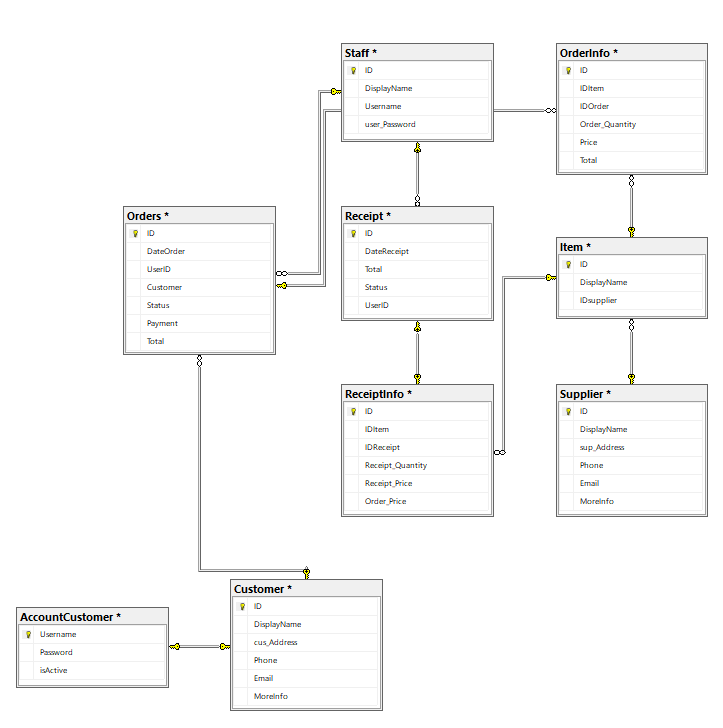 Staff *
ID
DisplayName
Username
user_Password
OrderInfo *
ID
IDItem
IDOrder
Order_Quantity
Price
Total
Orders *
ID
DateOrder
UserID
Customer
Status
Payment
Total
Receipt *
ID
DateReceipt
Total
Status
UserID
Item *
ID
DisplayName
IDsupplier
ReceiptInfo *
ID
IDItem
IDReceipt
Receipt_Quantity
Receipt_Price
Order_Price
Supplier *
ID
DisplayName
sup_Address
Phone
Email
MoreInfo
Customer *
ID
DisplayName
cus_Address
Phone
Email
MoreInfo
AccountCustomer *
Username
Password
isActive